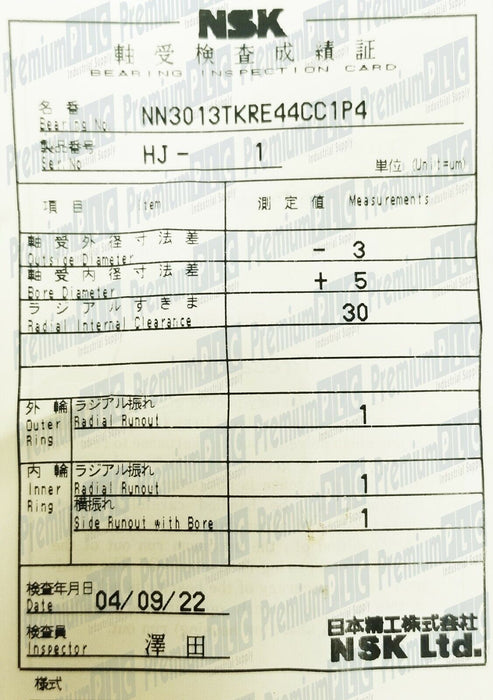 NSK
軸受検査成績証
BEARING INSPECTION CARD
名番 NN3013TKRE44CC1P4
Bearing No
製品番号 HJ- 1
Ser No 単位 (Unit=um)
項目 Item 測定値 Measurements
軸受外径寸法差 - 3
Outside Diameter
軸受内径寸法差 + 5
Bore Diameter
ラジアルすきま 30
Radial Internal Clearance
外輪 ラジアル振れ 1
Outer Radial Runout
Ring
内輪 ラジアル振れ 1
Inner Radial Runout
Ring 横振れ 1
Side Runout with Bore
検査年月日 04/09/22
Date
検査員 澤田
Inspector
日本精工株式会社
NSK Ltd.
様式
PremiumPLC
Industrial Supply